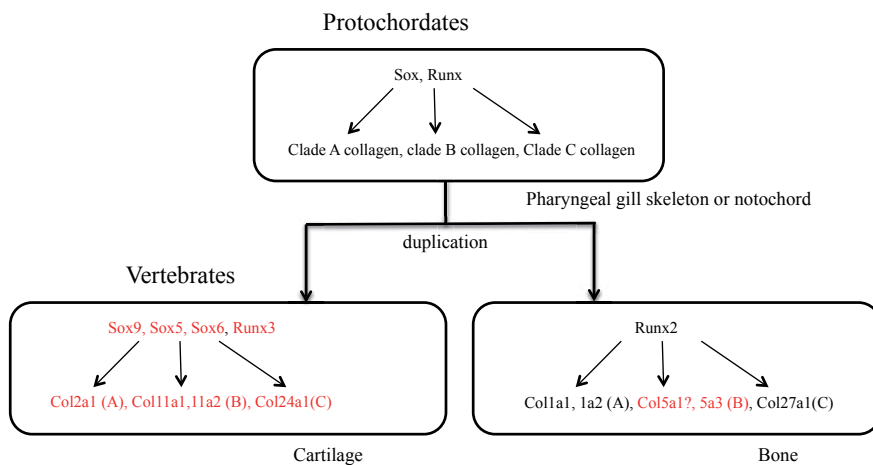 Protochordates
Sox, Runx
Clade A collagen, clade B collagen, Clade C collagen
Pharyngeal gill skeleton or notochord
duplication
Vertebrates
Sox9, Sox5, Sox6, Runx3
Col2a1 (A), Col11a1,11a2 (B), Col24a1(C)
Cartilage
Runx2
Col1a1, 1a2 (A), Col5a1?, 5a3 (B), Col27a1(C)
Bone